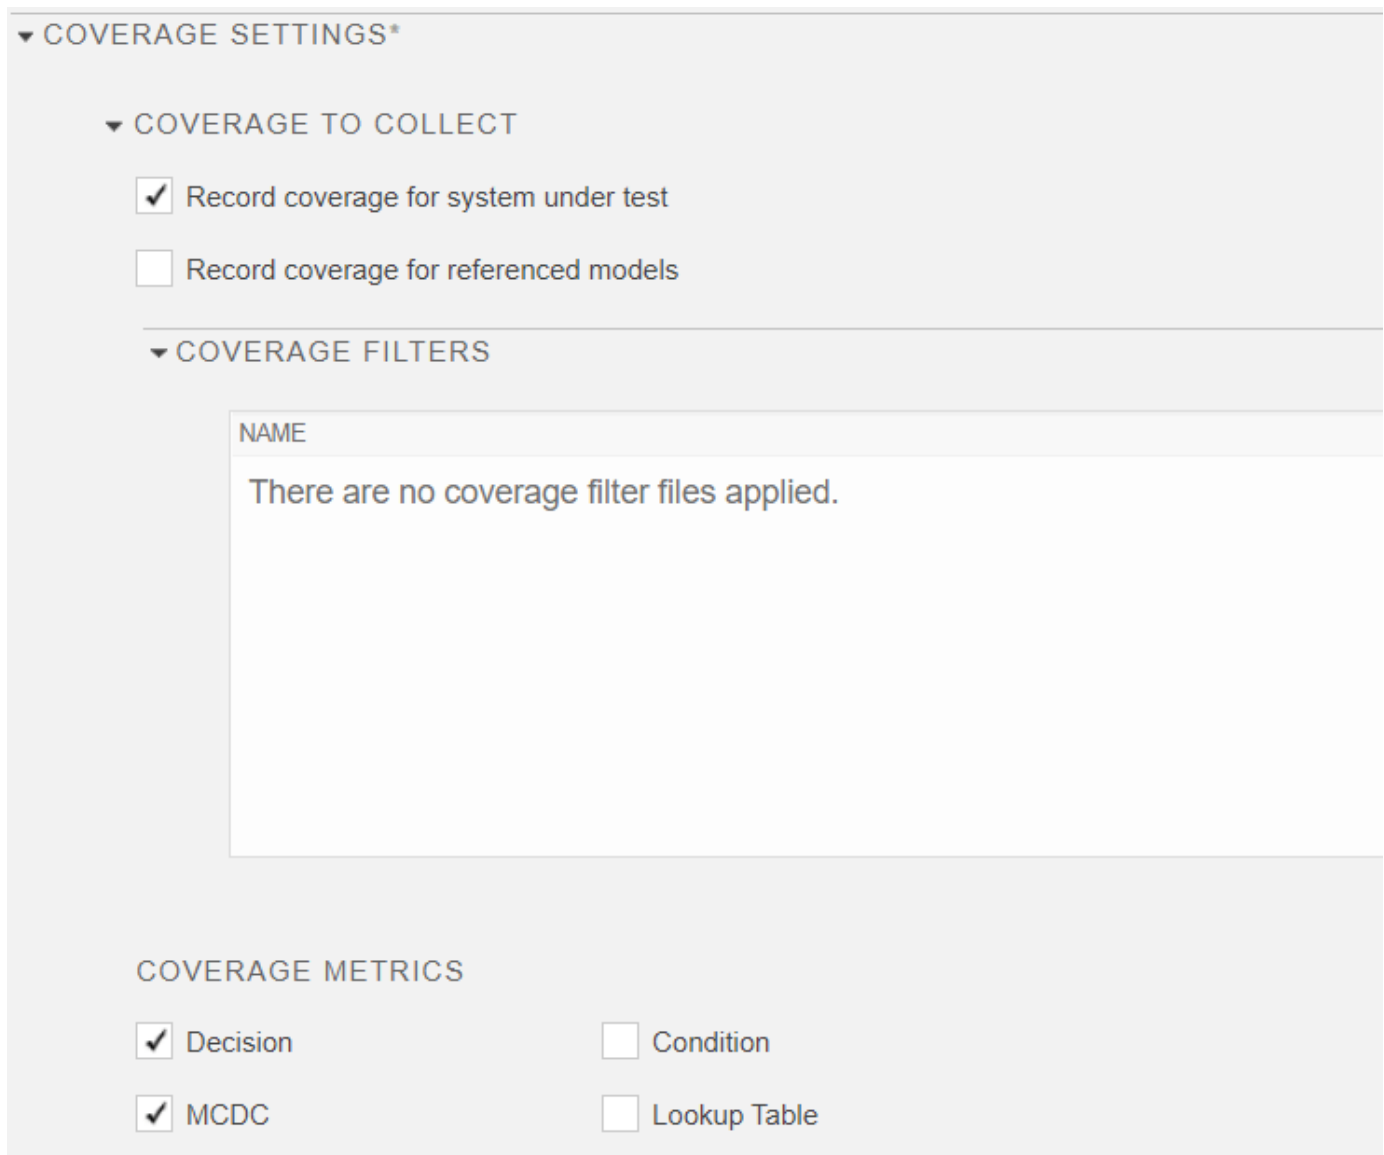 COVERAGE SETTINGS*
COVERAGE TO COLLECT
Record coverage for system under test
Record coverage for referenced models
COVERAGE FILTERS
NAME
There are no coverage filter files applied.
COVERAGE METRICS
Decision Condition
MCDC Lookup Table